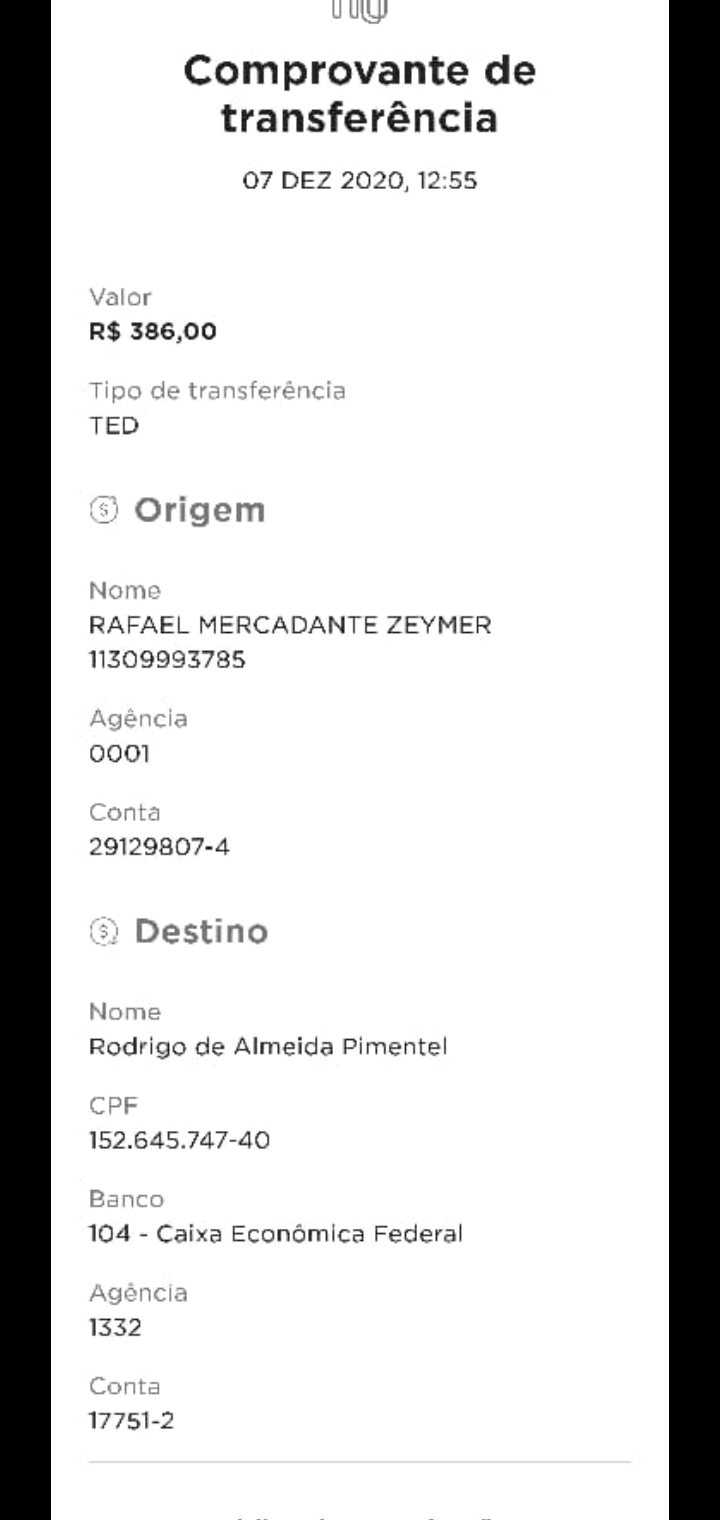 nu
Comprovante de
transferência
07 DEZ 2020, 12:55
Valor
R$ 386,00
Tipo de transferência
TED
Origem
Nome
RAFAEL MERCADANTE ZEYMER
11309993785
Agência
0001
Conta
29129807-4
Destino
Nome
Rodrigo de Almeida Pimentel
CPF
152.645.747-40
Banco
104 - Caixa Econômica Federal
Agência
1332
Conta
17751-2